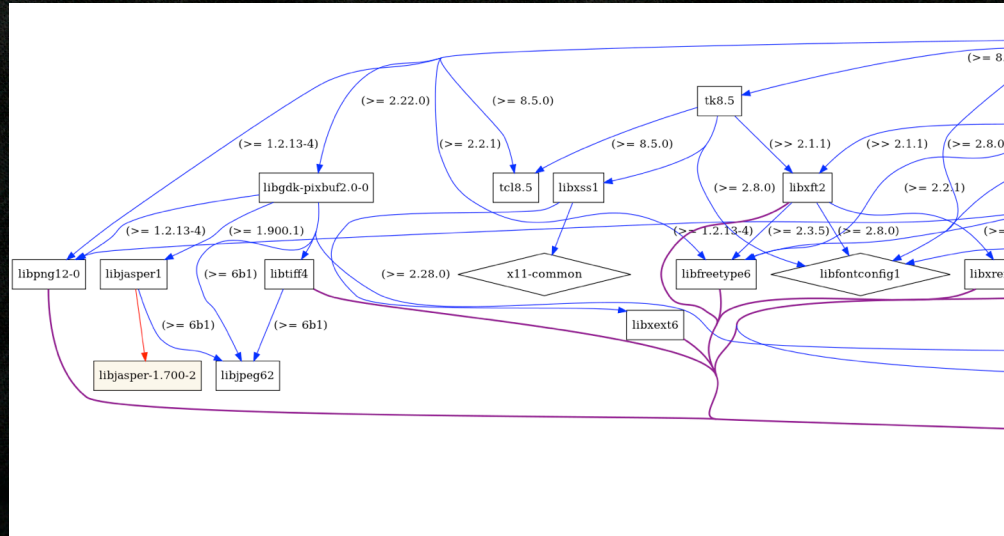 (>= 8.
tk8.5
(>= 2.22.0)
(>= 8.5.0)
(>= 1.2.13-4)
(>= 2.2.1)
(>= 8.5.0)
(>> 2.1.1)
(>> 2.1.1)
(>= 2.8.0
libgdk-pixbuf2.0-0
tcl8.5
libxss1
(>= 2.8.0)
libxft2
(>= 2.2.1)
(>= 1.2.13-4)
(>= 1.900.1)
(>= 1.2.13-4)
(>= 2.3.5)
(>= 2.8.0)
(>=
libpng12-0
libjasper1
(>= 6b1)
libtiff4
(>= 2.28.0)
x11-common
libfreetype6
libfontconfig1
libxre
(>= 6b1)
(>= 6b1)
libxext6
libjasper-1.700-2
libjpeg62